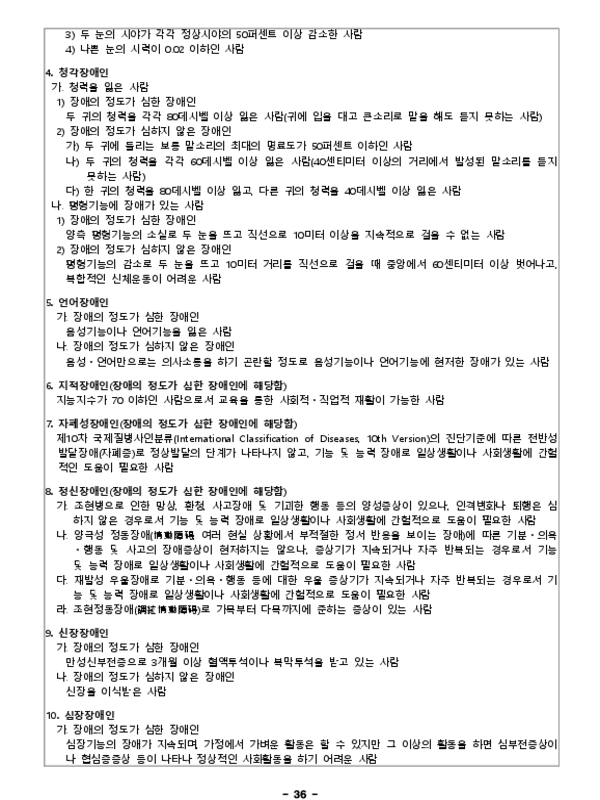 3) 두 눈의 시야가 각각 정상시야의 50퍼센트 이상 감소한 사람
4) 나쁜 눈의 시력이 0.02 이하인 사람
4. 청각장애인
가. 청력을 잃은 사람
1) 장애의 정도가 심한 장애인
두 귀의 청력을 각각 80데시벨 이상 잃은 사람(귀에 입을 대고 큰소리로 말을 해도 듣지 못하는 사람)
2) 장애의 정도가 심하지 않은 장애인
가) 두 귀에 들리는 보통 말소리의 최대의 명료도가 50퍼센트 이하인 사람
나) 두 귀의 청력을 각각 60데시벨 이상 잃은 사람(40센티미터 이상의 거리에서 발성된 말소리를 듣지
못하는 사람)
다) 한 귀의 청력을 80데시벨 이상 잃고, 다른 귀의 청력을 40데시벨 이상 잃은 사람
나. 평형기능에 장애가 있는 사람
1) 장애의 정도가 심한 장애인
양측 평형기능의 소실로 두 눈을 뜨고 직선으로 10미터 이상을 지속적으로 걸을 수 없는 사람
2) 장애의 정도가 심하지 않은 장애인
평형기능의 감소로 두 눈을 뜨고 10미터 거리를 직선으로 걸을 때 중앙에서 60센티미터 이상 벗어나고,
복합적인 신체운동이 어려운 사람
5. 언어장애인
가. 장애의 정도가 심한 장애인
음성기능이나 언어기능을 잃은 사람
나. 장애의 정도가 심하지 않은 장애인
음성·언어만으로는 의사소통을 하기 곤란할 정도로 음성기능이나 언어기능에 현저한 장애가 있는 사람
6. 지적장애인(장애의 정도가 심한 장애인에 해당함)
지능지수가 70 이하인 사람으로서 교육을 통한 사회적·직업적 재활이 가능한 사람
7. 자폐성장애인(장애의 정도가 심한 장애인에 해당함)
제10차 국제질병사인분류(International Classification of Diseases, 10th Version)의 진단기준에 따른 전반성
발달장애(자폐증)로 정상발달의 단계가 나타나지 않고, 기능 및 능력 장애로 일상생활이나 사회생활에 간헐
적인 도움이 필요한 사람
8. 정신장애인(장애의 정도가 심한 장애인에 해당함)
가. 조현병으로 인한 망상, 환청, 사고장애 및 기괴한 행동 등의 양성증상이 있으나, 인격변화나 퇴행은 심
하지 않은 경우로서 기능 및 능력 장애로 일상생활이나 사회생활에 간헐적으로 도움이 필요한 사람
나. 양극성 정동장애(情動障碍, 여러 현실 상황에서 부적절한 정서 반응을 보이는 장애)에 따른 기분·의욕
·행동 및 사고의 장애증상이 현저하지는 않으나, 증상기가 지속되거나 자주 반복되는 경우로서 기능
및 능력 장애로 일상생활이나 사회생활에 간헐적으로 도움이 필요한 사람
다. 재발성 우울장애로 기분·의욕·행동 등에 대한 우울 증상기가 지속되거나 자주 반복되는 경우로서 기
능 및 능력 장애로 일상생활이나 사회생활에 간헐적으로 도움이 필요한 사람
라. 조현정동장애(調絃情動障碍)로 가목부터 다목까지에 준하는 증상이 있는 사람
9. 신장장애인
가. 장애의 정도가 심한 장애인
만성신부전증으로 3개월 이상 혈액투석이나 복막투석을 받고 있는 사람
나. 장애의 정도가 심하지 않은 장애인
신장을 이식받은 사람
10. 심장장애인
가. 장애의 정도가 심한 장애인
심장기능의 장애가 지속되며, 가정에서 가벼운 활동은 할 수 있지만 그 이상의 활동을 하면 심부전증상이
나 협심증증상 등이 나타나 정상적인 사회활동을 하기 어려운 사람
- 36 -